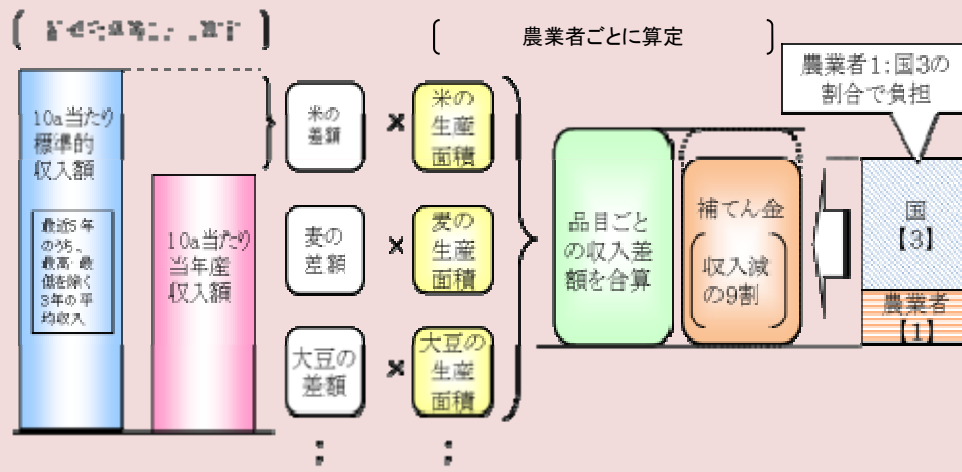 農業者ごとに算定
農業者1:国3の
割合で負担
10a当たり
標準的
収入額
最近5年
のうち、
最高・最
低を除く
3年の平
均収入
10a当たり
当年産
収入額
米の
差額
×
米の
生産
面積
麦の
差額
×
麦の
生産
面積
大豆の
差額
×
大豆の
生産
面積
品目ごと
の収入差
額を合算
補てん金
収入減
の9割
国
【3】
農業者
【1】